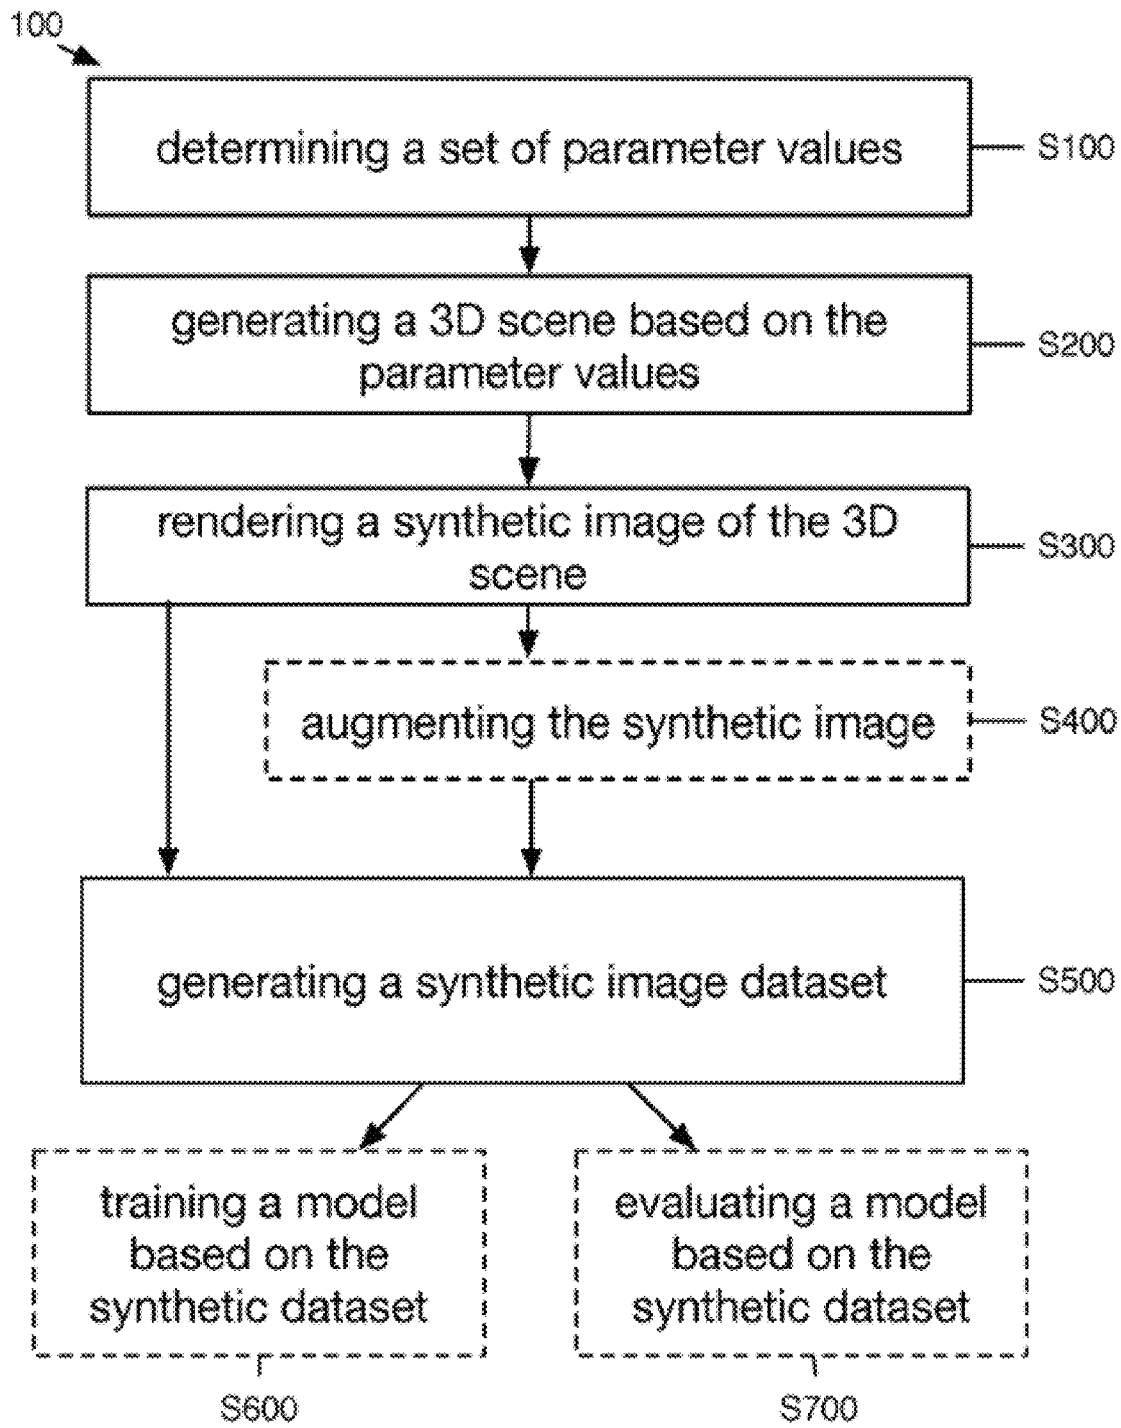 100
determining a set of parameter values
S100
generating a 3D scene based on the
parameter values
S200
rendering a synthetic image of the 3D
scene
S300
augmenting the synthetic image
S400
generating a synthetic image dataset
S500
training a model
based on the
synthetic dataset
S600
evaluating a model
based on the
synthetic dataset
S700